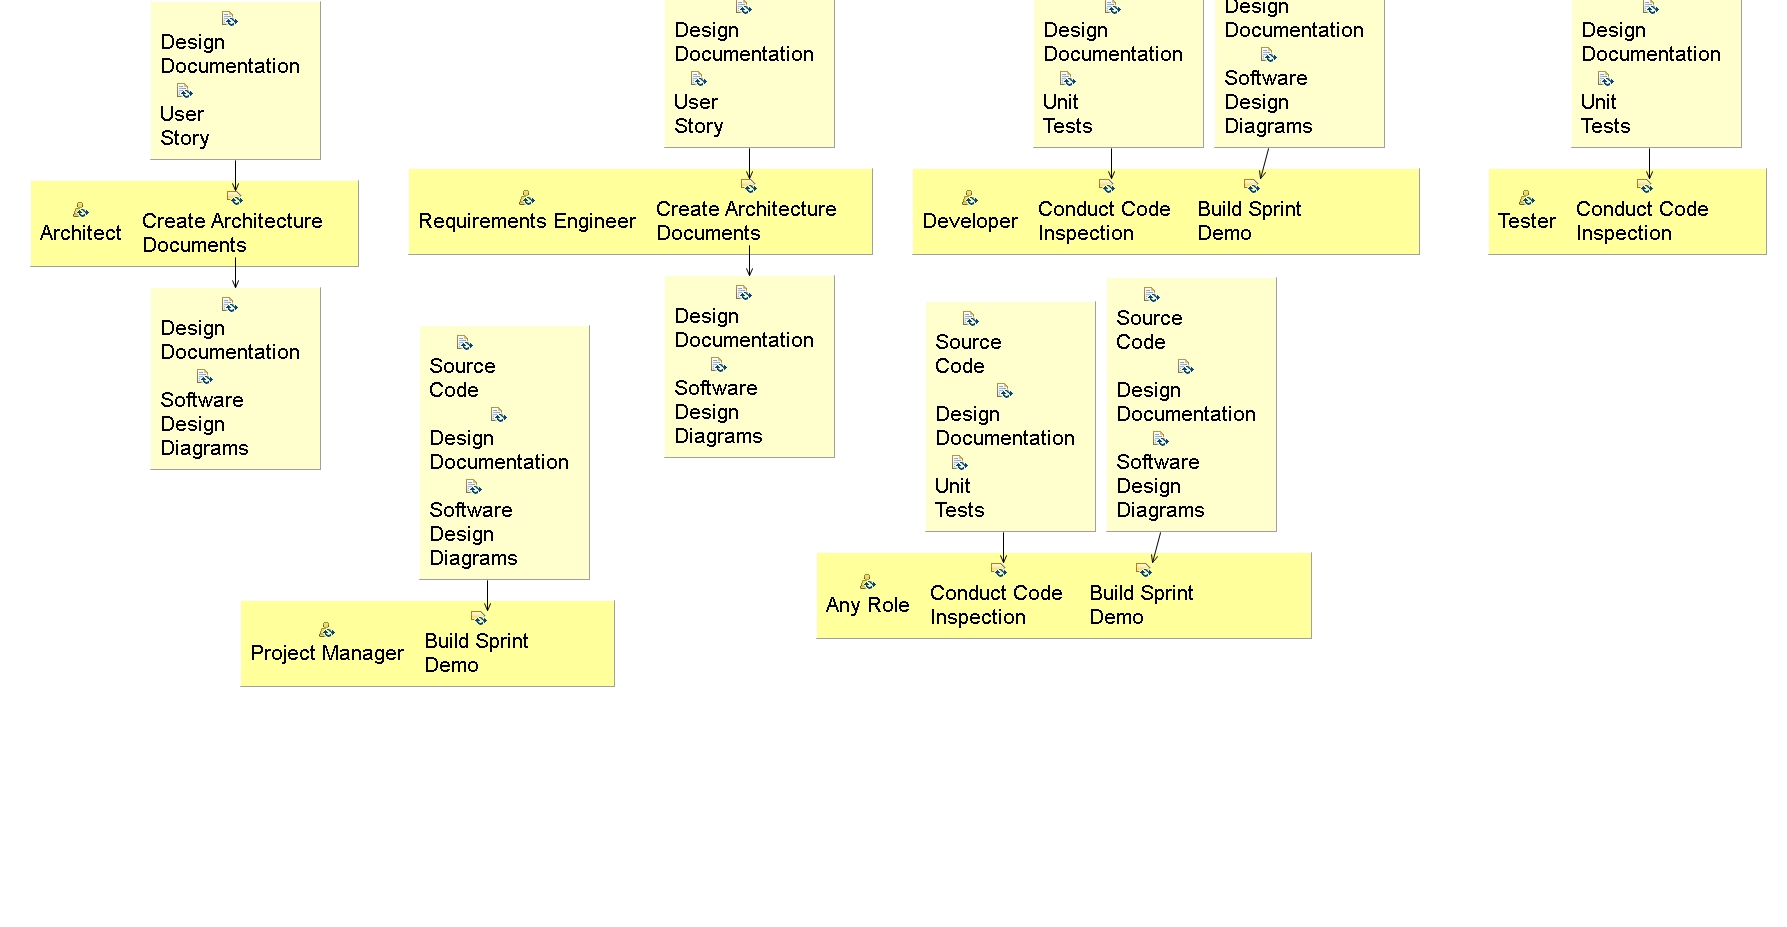 Design
Documentation
User
Story
Architect
Create Architecture
Documents
Design
Documentation
Software
Design
Diagrams
Design
Documentation
User
Story
Requirements Engineer
Create Architecture
Documents
Design
Documentation
Software
Design
Diagrams
Design
Documentation
Unit
Tests
Design
Documentation
Software
Design
Diagrams
Developer
Conduct Code
Inspection
Build Sprint
Demo
Design
Documentation
Unit
Tests
Tester
Conduct Code
Inspection
Source
Code
Design
Documentation
Software
Design
Diagrams
Project Manager
Build Sprint
Demo
Source
Code
Design
Documentation
Unit
Tests
Source
Code
Design
Documentation
Software
Design
Diagrams
Any Role
Conduct Code
Inspection
Build Sprint
Demo